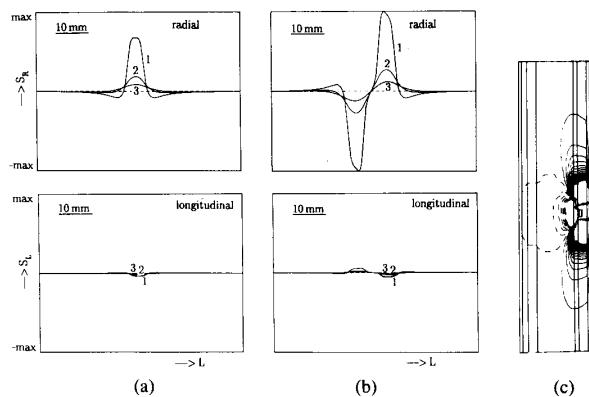 max
10 mm
radial
1
2
3
—> S_R
-max
10 mm
radial
1
2
3
max
10 mm
longitudinal
3 2
1
—> S_L
-max
—> L
10 mm
longitudinal
3 2
1
—> L
(a)
(b)
(c)